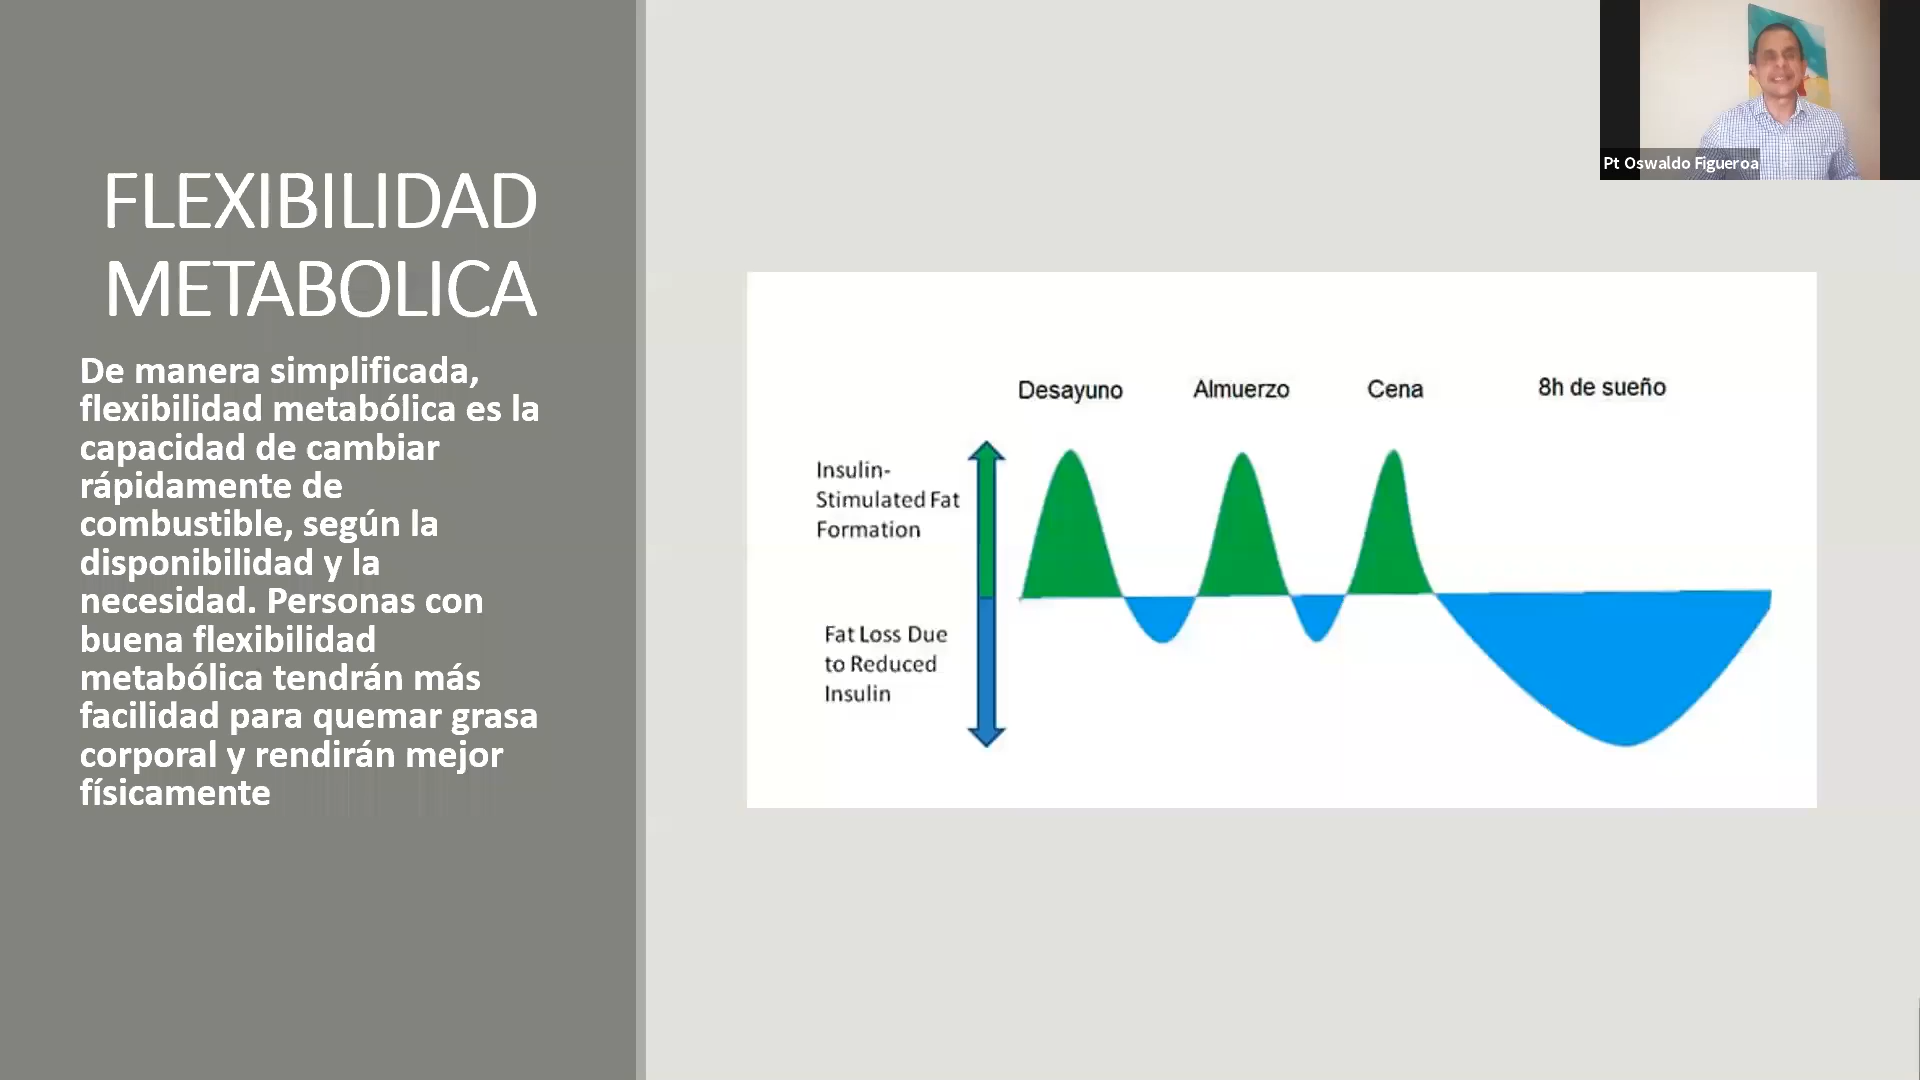 FLEXIBILIDAD
METABOLICA
De manera simplificada,
flexibilidad metabólica es la
capacidad de cambiar
rápidamente de
combustible, según la
disponibilidad y la
necesidad. Personas con
buena flexibilidad
metabólica tendrán más
facilidad para quemar grasa
corporal y rendirán mejor
físicamente
Desayuno Almuerzo Cena 8h de sueño
Insulin-
Stimulated Fat
Formation
Fat Loss Due
to Reduced
Insulin
Pt Oswaldo Figueroa